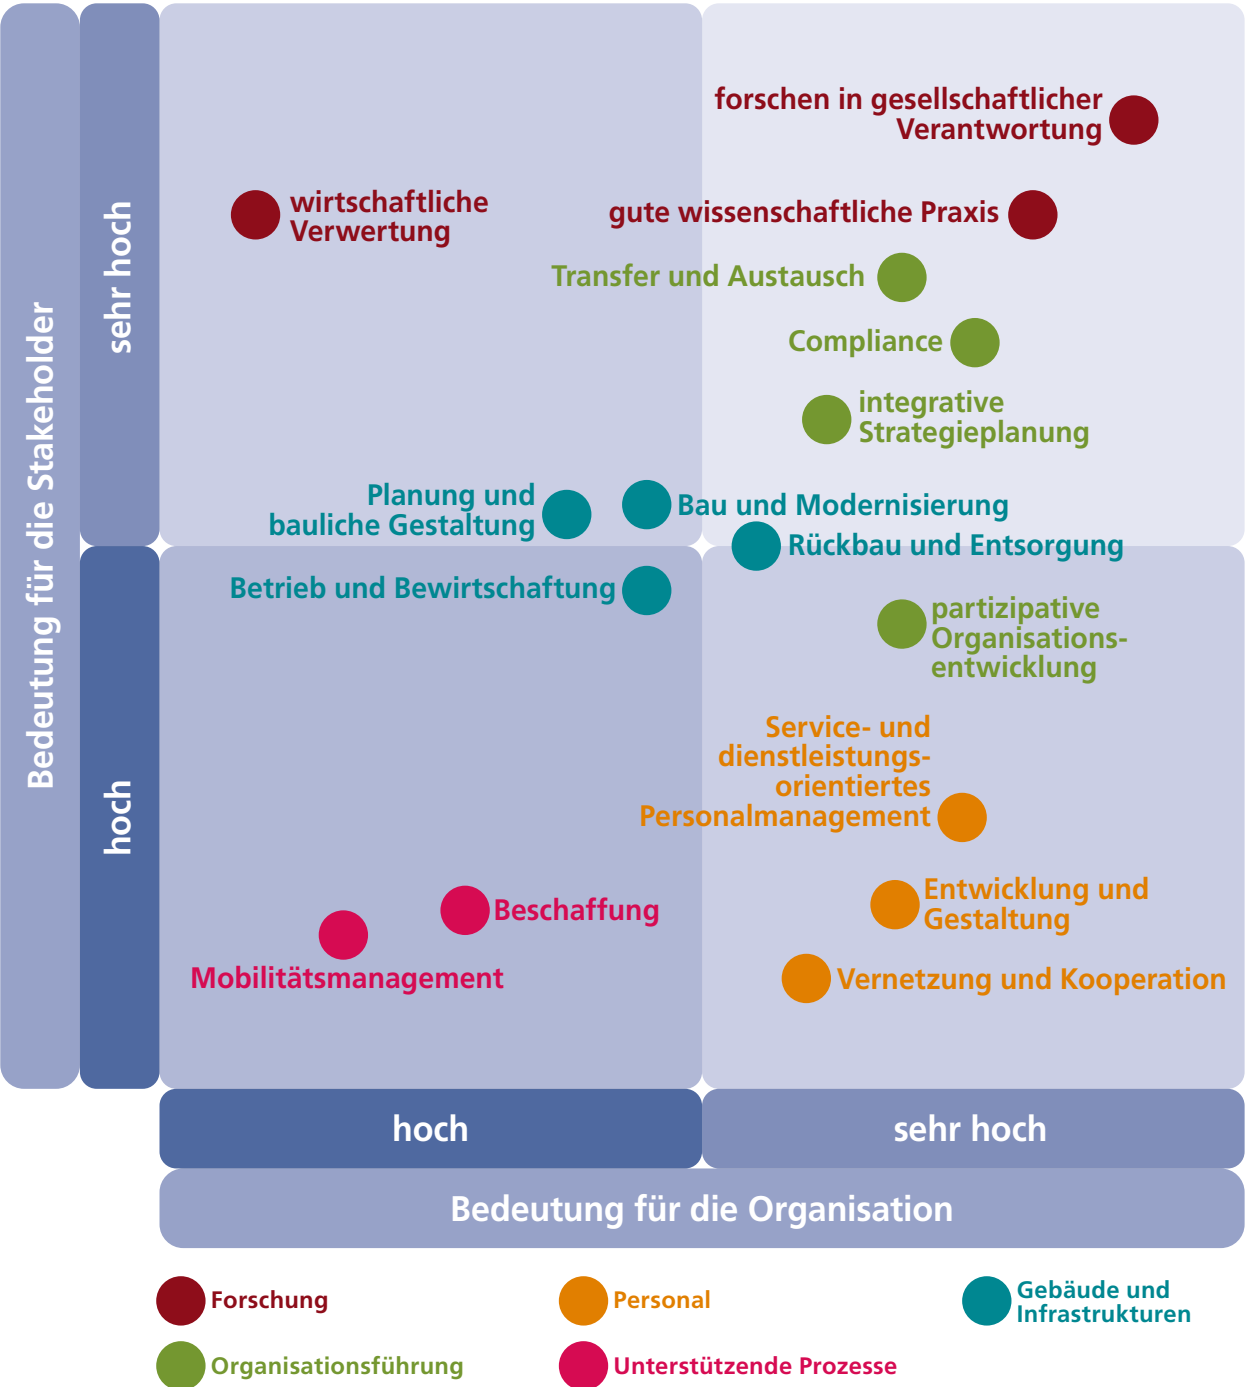 Bedeutung für die Stakeholder
sehr hoch
hoch
forschen in gesellschaftlicher
Verantwortung
wirtschaftliche
Verwertung
gute wissenschaftliche Praxis
Transfer und Austausch
Compliance
integrative
Strategieplanung
Planung und
bauliche Gestaltung
Bau und Modernisierung
Rückbau und Entsorgung
Betrieb und Bewirtschaftung
partizipative
Organisations-
entwicklung
Service- und
dienstleistungs-
orientiertes
Personalmanagement
Entwicklung und
Gestaltung
Beschaffung
Mobilitätsmanagement
Vernetzung und Kooperation
hoch
sehr hoch
Bedeutung für die Organisation
Forschung
Personal
Gebäude und
Infrastrukturen
Organisationsführung
Unterstützende Prozesse